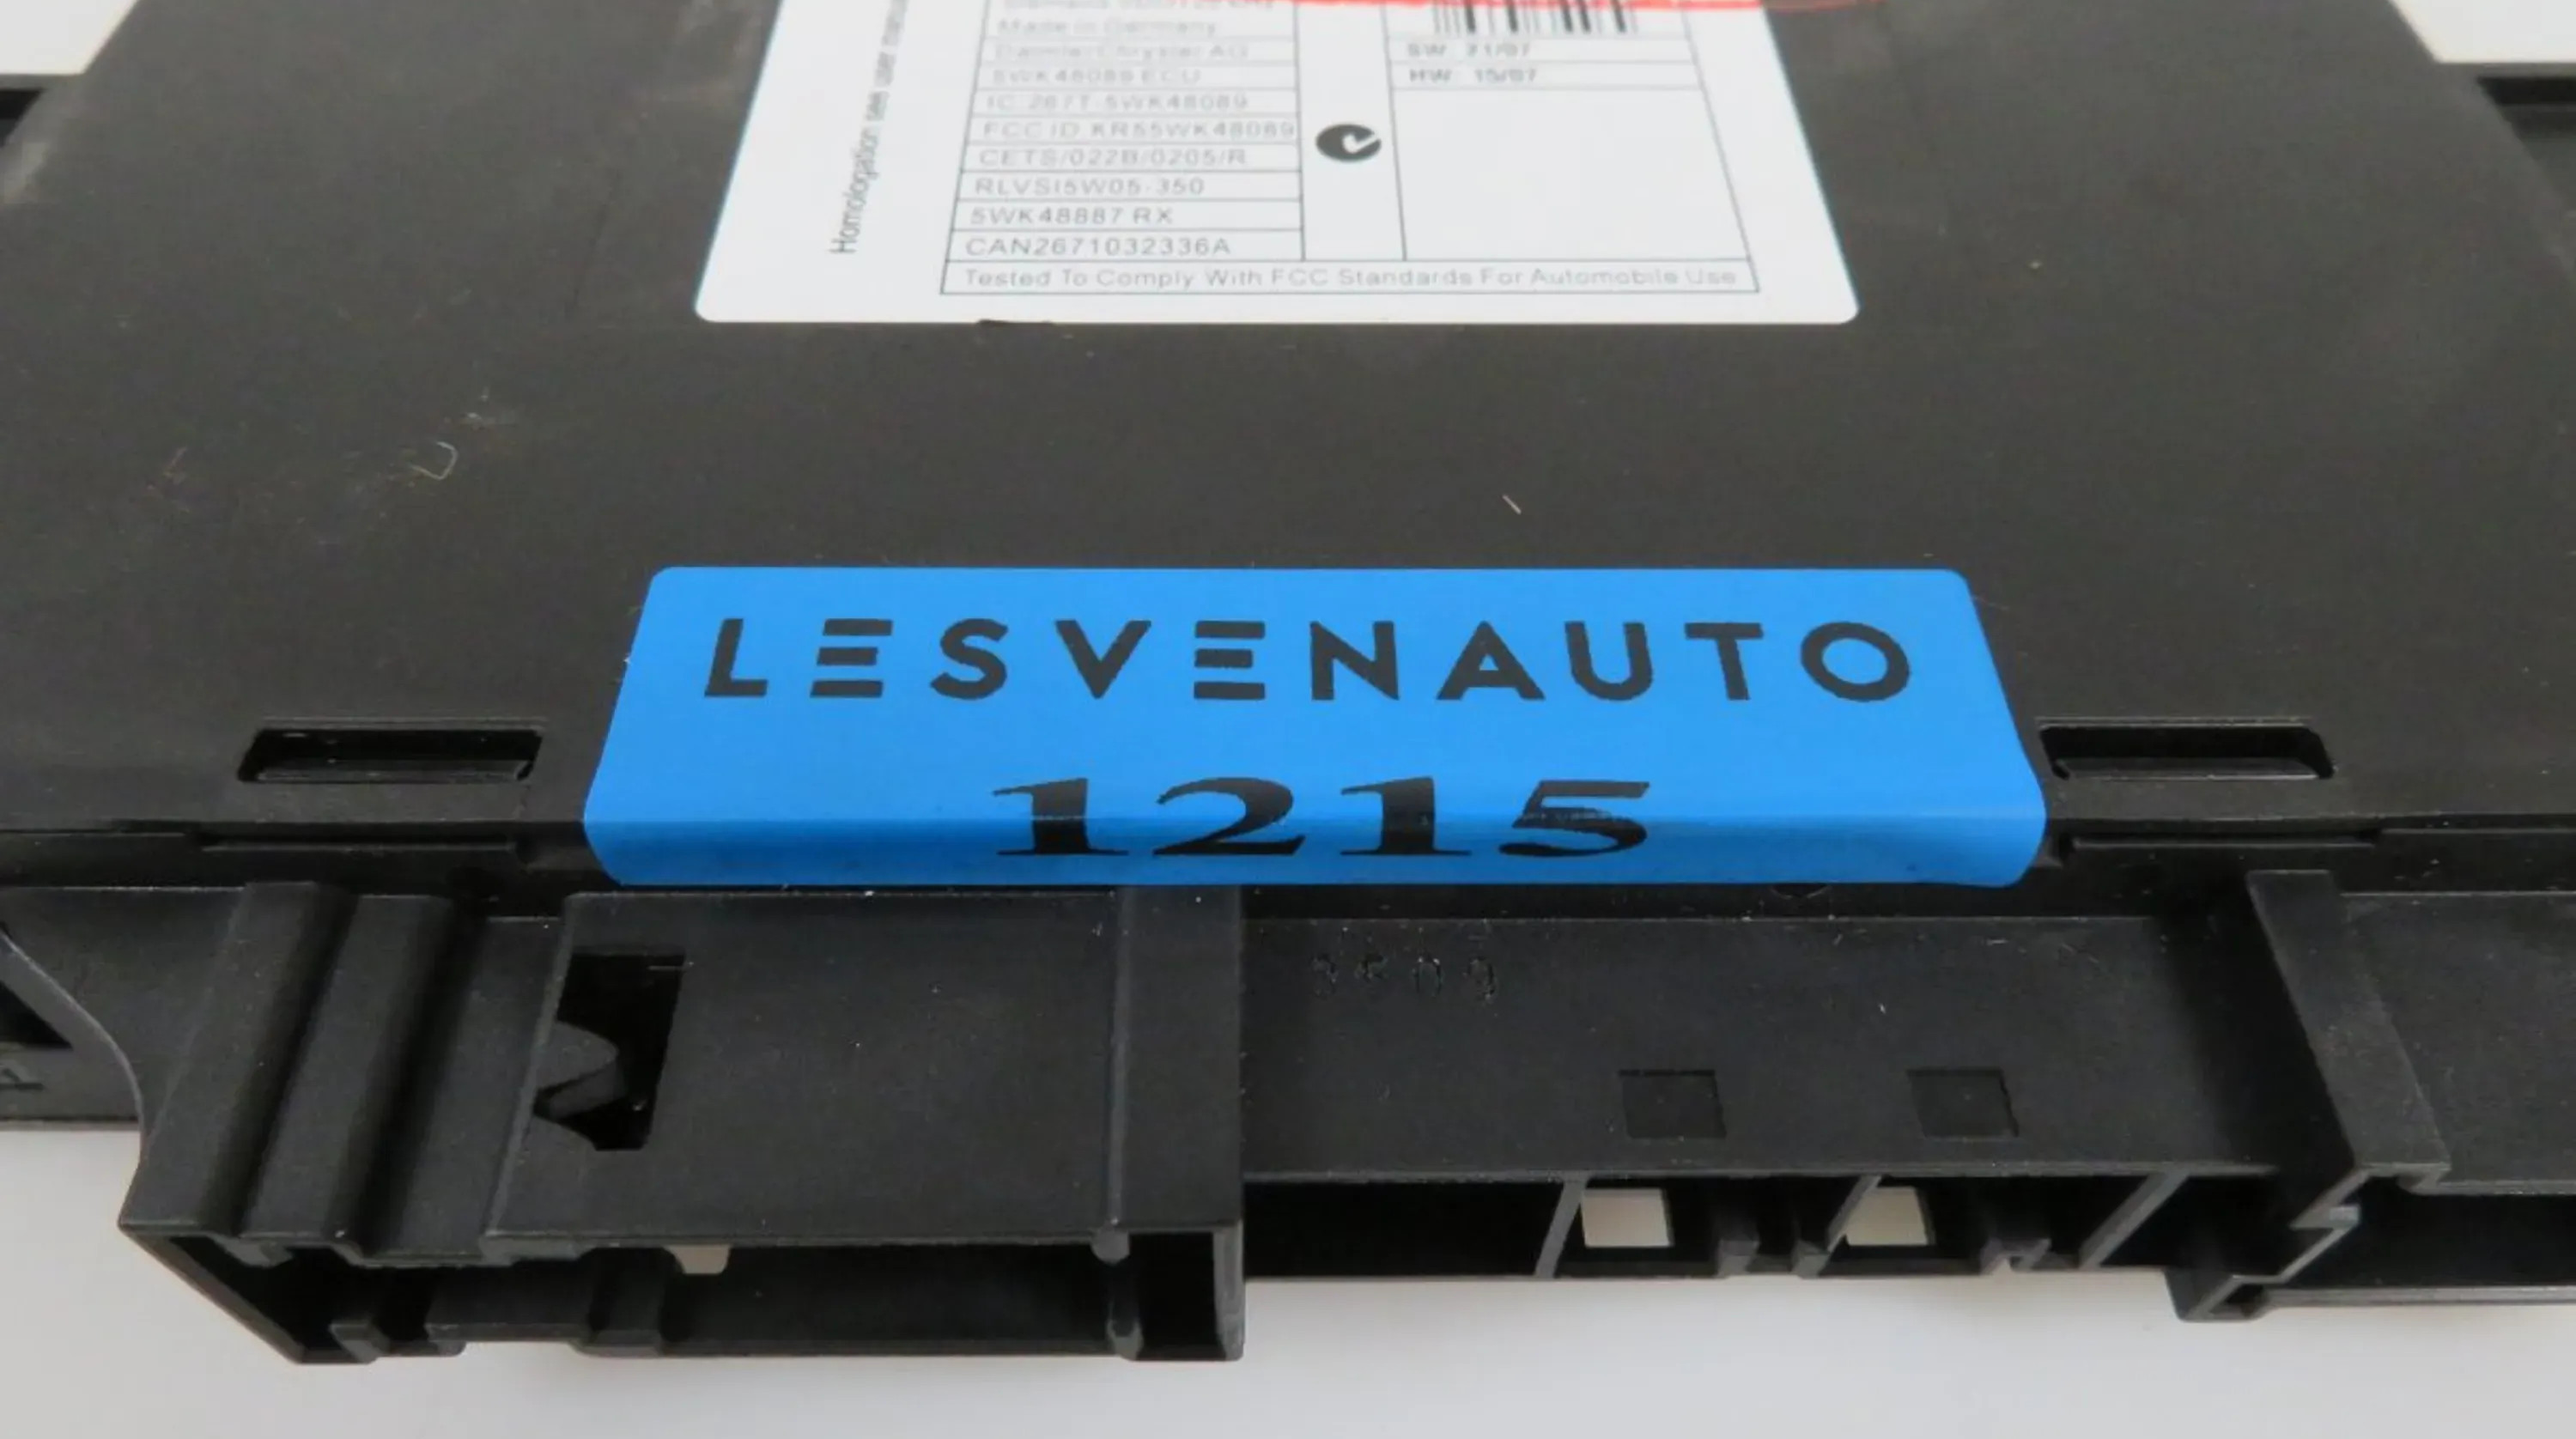 Homologation see user
Made in Germany
DaimlerChrysler AG
5WK48089 ECU
IC:267T-5WK48089
FCC ID KR55WK48089
CETS/022B/0205/R
RLVSI5W05-350
5WK48887 RX
CAN2671032336A
SW 21/07
HW 15/07
Tested To Comply With FCC Standards For Automobile Use
LESVENAUTO
1215